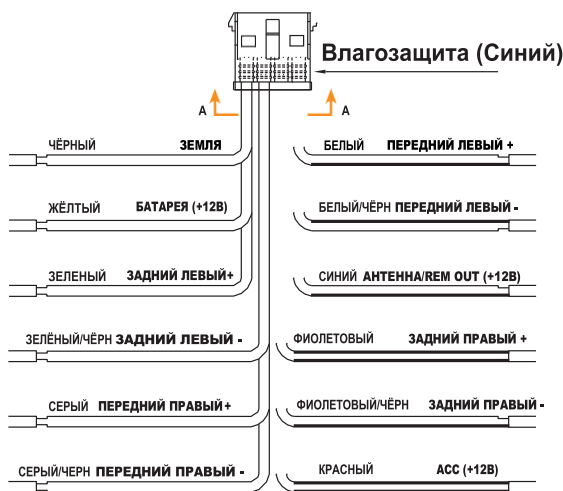 Влагозащита (Синий)
А А
ЧЁРНЫЙ ЗЕМЛЯ БЕЛЫЙ ПЕРЕДНИЙ ЛЕВЫЙ +
ЖЁЛТЫЙ БАТАРЕЯ (+12В) БЕЛЫЙ/ЧЁРН ПЕРЕДНИЙ ЛЕВЫЙ -
ЗЕЛЕНЫЙ ЗАДНИЙ ЛЕВЫЙ+ СИНИЙ АНТЕННА/REM OUT (+12В)
ЗЕЛЁНЫЙ/ЧЁРН ЗАДНИЙ ЛЕВЫЙ - ФИОЛЕТОВЫЙ ЗАДНИЙ ПРАВЫЙ +
СЕРЫЙ ПЕРЕДНИЙ ПРАВЫЙ + ФИОЛЕТОВЫЙ/ЧЁРН ЗАДНИЙ ПРАВЫЙ -
СЕРЫЙ/ЧЕРН ПЕРЕДНИЙ ПРАВЫЙ - КРАСНЫЙ ACC (+12В)